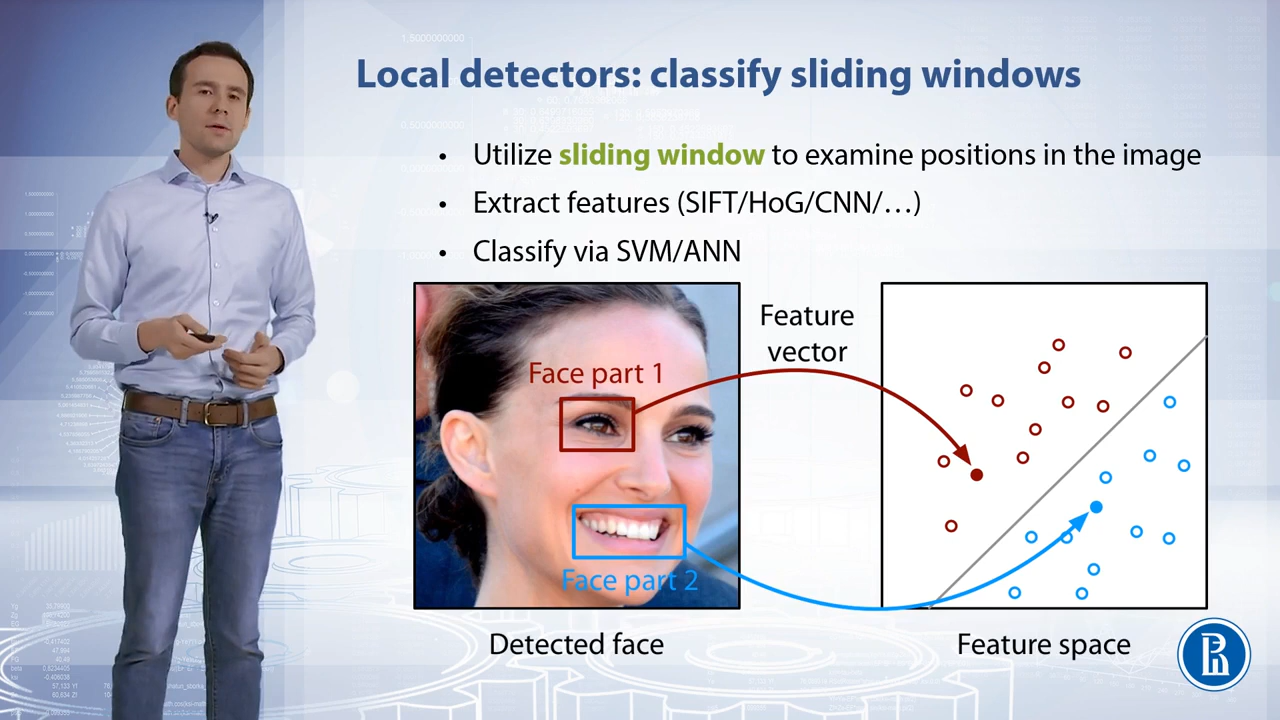 Local detectors: classify sliding windows
• Utilize sliding window to examine positions in the image
• Extract features (SIFT/HoG/CNN/…)
• Classify via SVM/ANN
Feature
vector
Face part 1
Face part 2
Detected face
Feature space